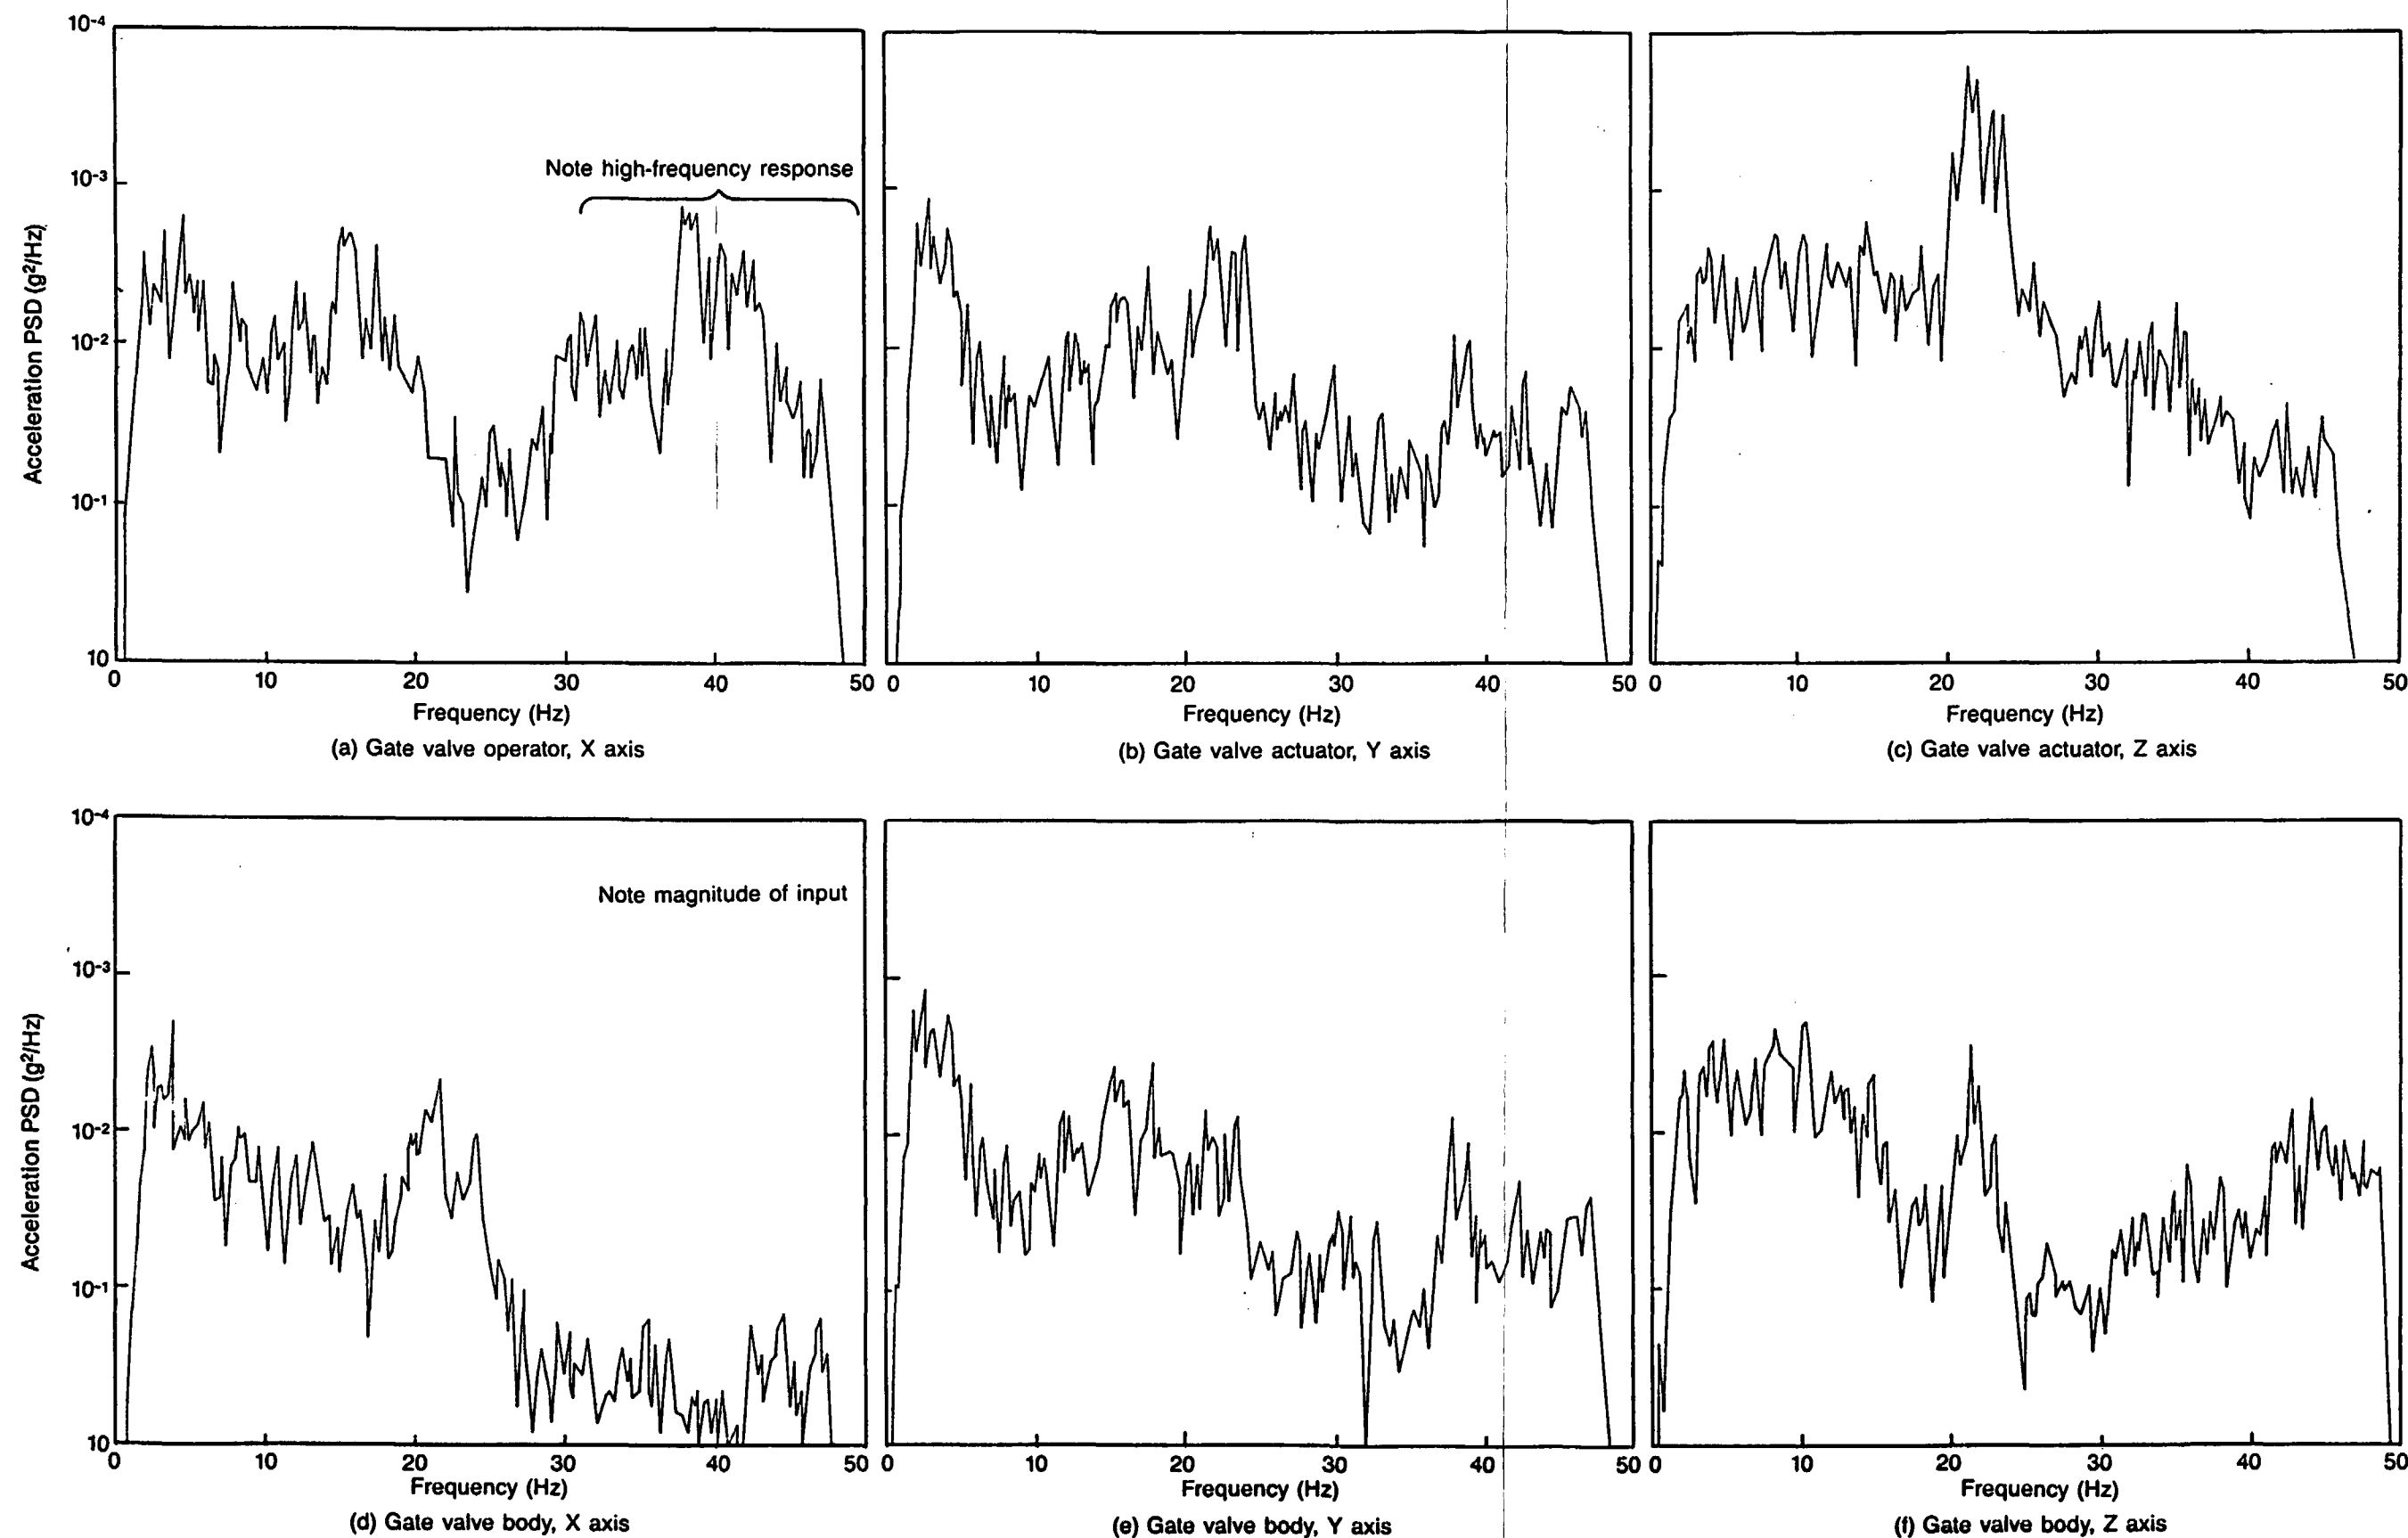 10-4
10-3
10-2
10-1
10
Acceleration PSD (g2/Hz)
Note high-frequency response
0 10 20 30 40 50
Frequency (Hz)
(a) Gate valve operator, X axis
0 10 20 30 40 50
Frequency (Hz)
(b) Gate valve actuator, Y axis
0 10 20 30 40 50
Frequency (Hz)
(c) Gate valve actuator, Z axis
10-4
10-3
10-2
10-1
10
Acceleration PSD (g2/Hz)
Note magnitude of input
0 10 20 30 40 50
Frequency (Hz)
(d) Gate valve body, X axis
0 10 20 30 40 50
Frequency (Hz)
(e) Gate valve body, Y axis
0 10 20 30 40 50
Frequency (Hz)
(f) Gate valve body, Z axis